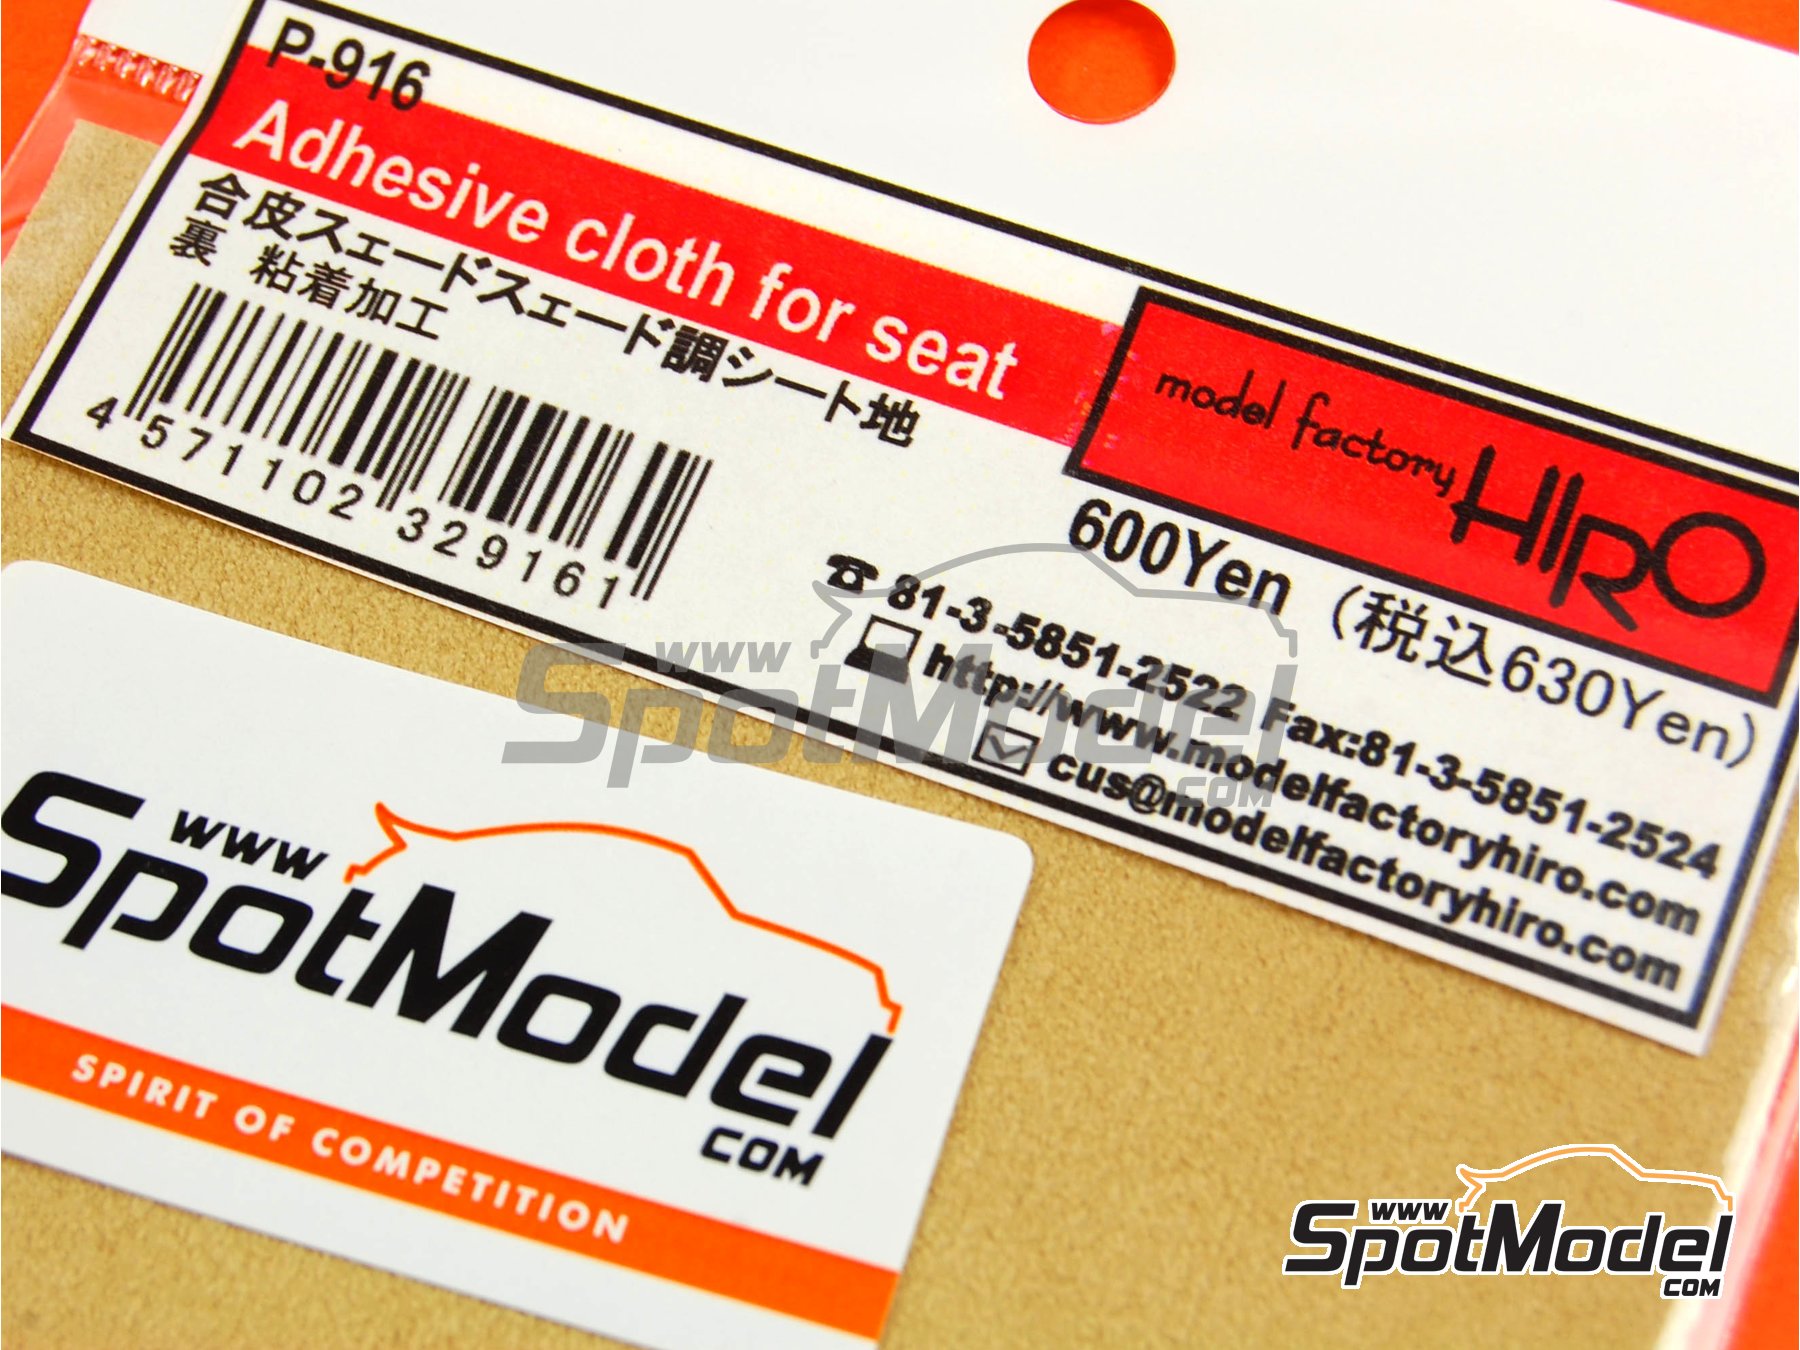 P-916
Adhesive cloth for seat
合皮スェードスェード調シート地
裏 粘着加工
4 571102 329161
model factory HIRO
600Yen (税込630Yen)
☎ 81-3-5851-2522 Fax:81-3-5851-2524
http://www.modelfactoryhiro.com
cus@modelfactoryhiro.com
www
SpotModel
.COM
www
SpotModel
COM
SPIRIT OF COMPETITION
www
SpotModel
.COM